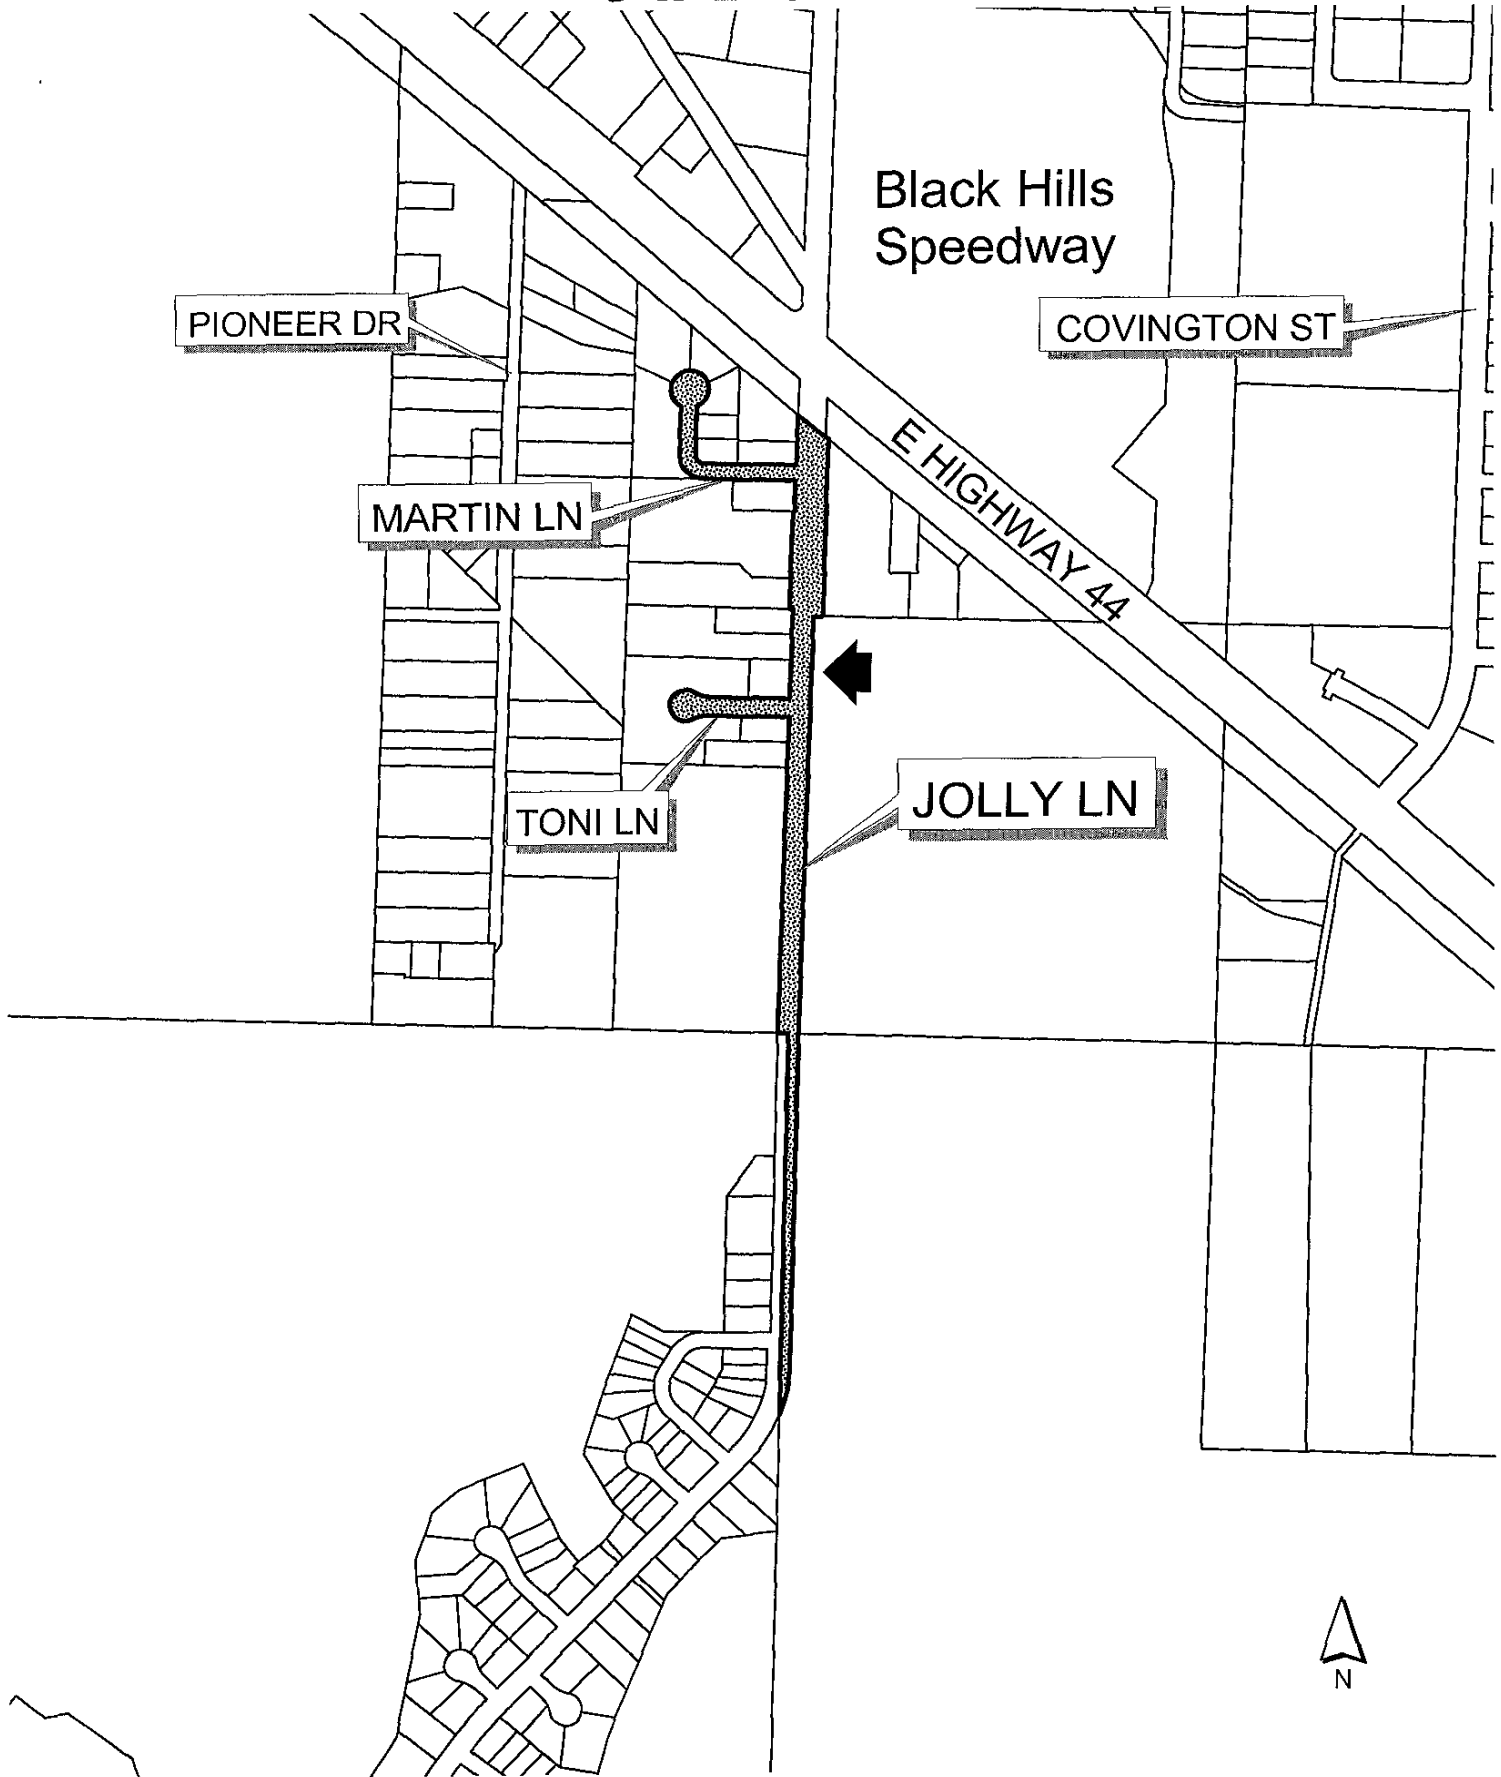 Black Hills
Speedway
PIONEER DR
COVINGTON ST
E HIGHWAY 44
MARTIN LN
JOLLY LN
TONI LN
N